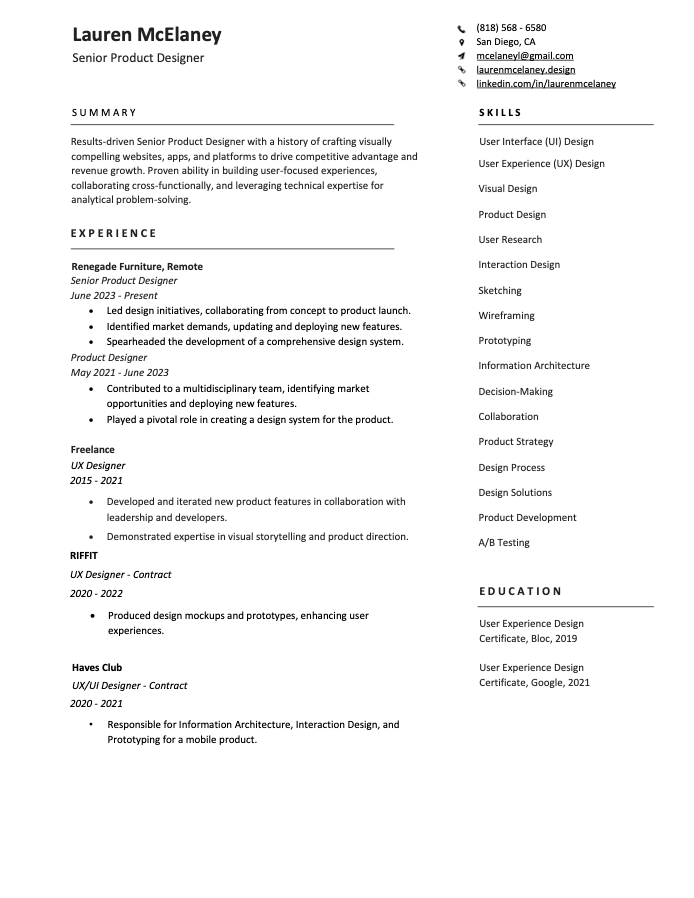 Lauren McElaney
Senior Product Designer
(818) 568 - 6580
San Diego, CA
mcelaneyl@gmail.com
laurenmcelaney.design
linkedin.com/in/laurenmcelaney
SUMMARY
Results-driven Senior Product Designer with a history of crafting visually
compelling websites, apps, and platforms to drive competitive advantage and
revenue growth. Proven ability in building user-focused experiences,
collaborating cross-functionally, and leveraging technical expertise for
analytical problem-solving.
EXPERIENCE
Renegade Furniture, Remote
Senior Product Designer
June 2023 - Present
• Led design initiatives, collaborating from concept to product launch.
• Identified market demands, updating and deploying new features.
• Spearheaded the development of a comprehensive design system.
Product Designer
May 2021 - June 2023
• Contributed to a multidisciplinary team, identifying market
opportunities and deploying new features.
• Played a pivotal role in creating a design system for the product.
Freelance
UX Designer
2015 - 2021
• Developed and iterated new product features in collaboration with
leadership and developers.
• Demonstrated expertise in visual storytelling and product direction.
RIFFIT
UX Designer - Contract
2020 - 2022
• Produced design mockups and prototypes, enhancing user
experiences.
Haves Club
UX/UI Designer - Contract
2020 - 2021
• Responsible for Information Architecture, Interaction Design, and
Prototyping for a mobile product.
SKILLS
User Interface (UI) Design
User Experience (UX) Design
Visual Design
Product Design
User Research
Interaction Design
Sketching
Wireframing
Prototyping
Information Architecture
Decision-Making
Collaboration
Product Strategy
Design Process
Design Solutions
Product Development
A/B Testing
EDUCATION
User Experience Design
Certificate, Bloc, 2019
User Experience Design
Certificate, Google, 2021